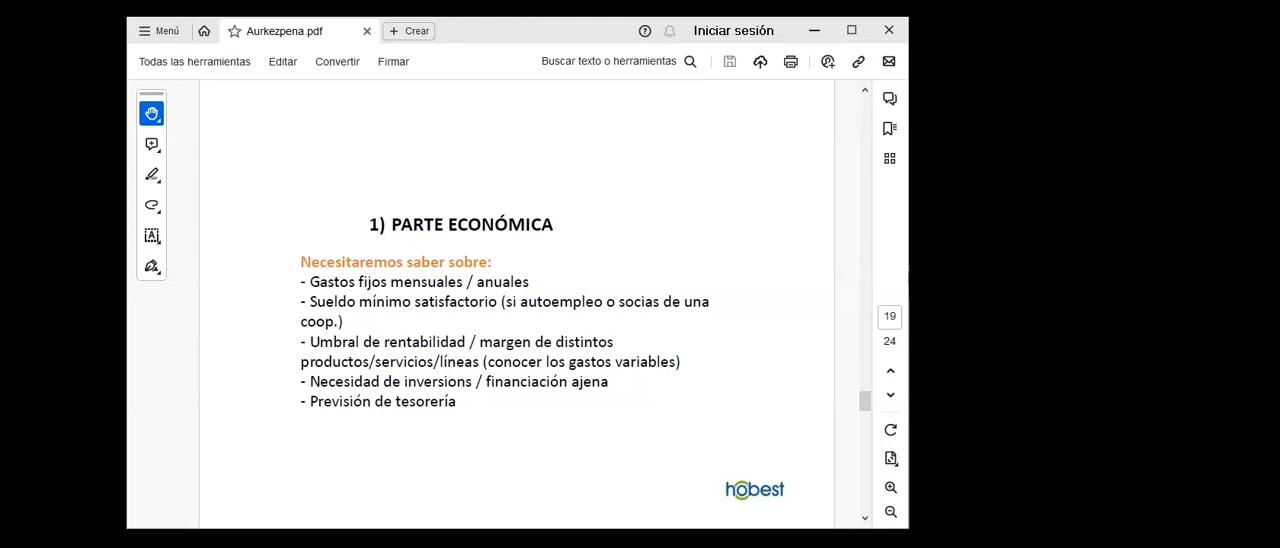 Menú
Aurkezpena.pdf
Crear
Iniciar sesión
Todas las herramientas
Editar
Convertir
Firmar
Buscar texto o herramientas
1) PARTE ECONÓMICA
Necesitaremos saber sobre:
- Gastos fijos mensuales / anuales
- Sueldo mínimo satisfactorio (si autoempleo o socias de una
coop.)
- Umbral de rentabilidad / margen de distintos
productos/servicios/líneas (conocer los gastos variables)
- Necesidad de inversions / financiación ajena
- Previsión de tesorería
hobest
19
24